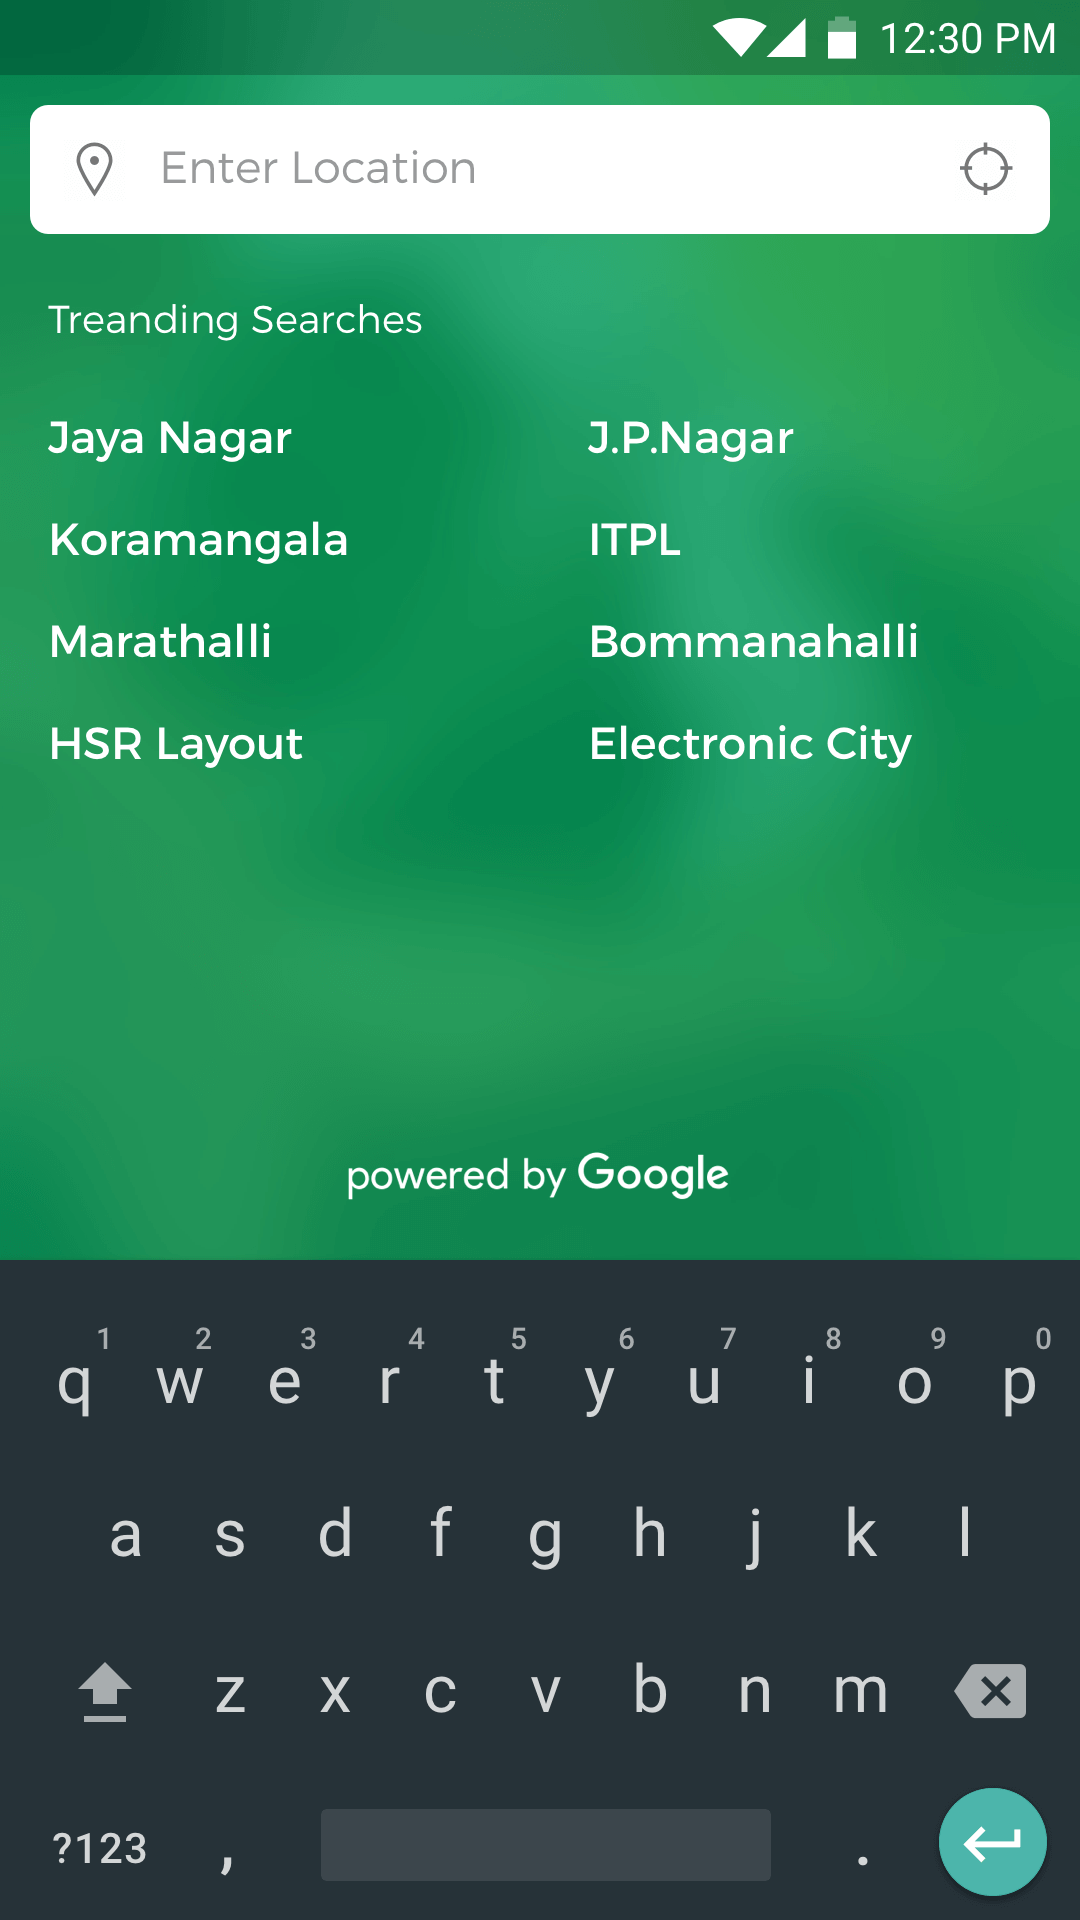 12:30 PM
Enter Location
Treanding Searches
Jaya Nagar J.P.Nagar
Koramangala ITPL
Marathalli Bommanahalli
HSR Layout Electronic City
powered by Google
1 2 3 4 5 6 7 8 9 0
q w e r t y u i o p
a s d f g h j k l
z x c v b n m
?123 , .